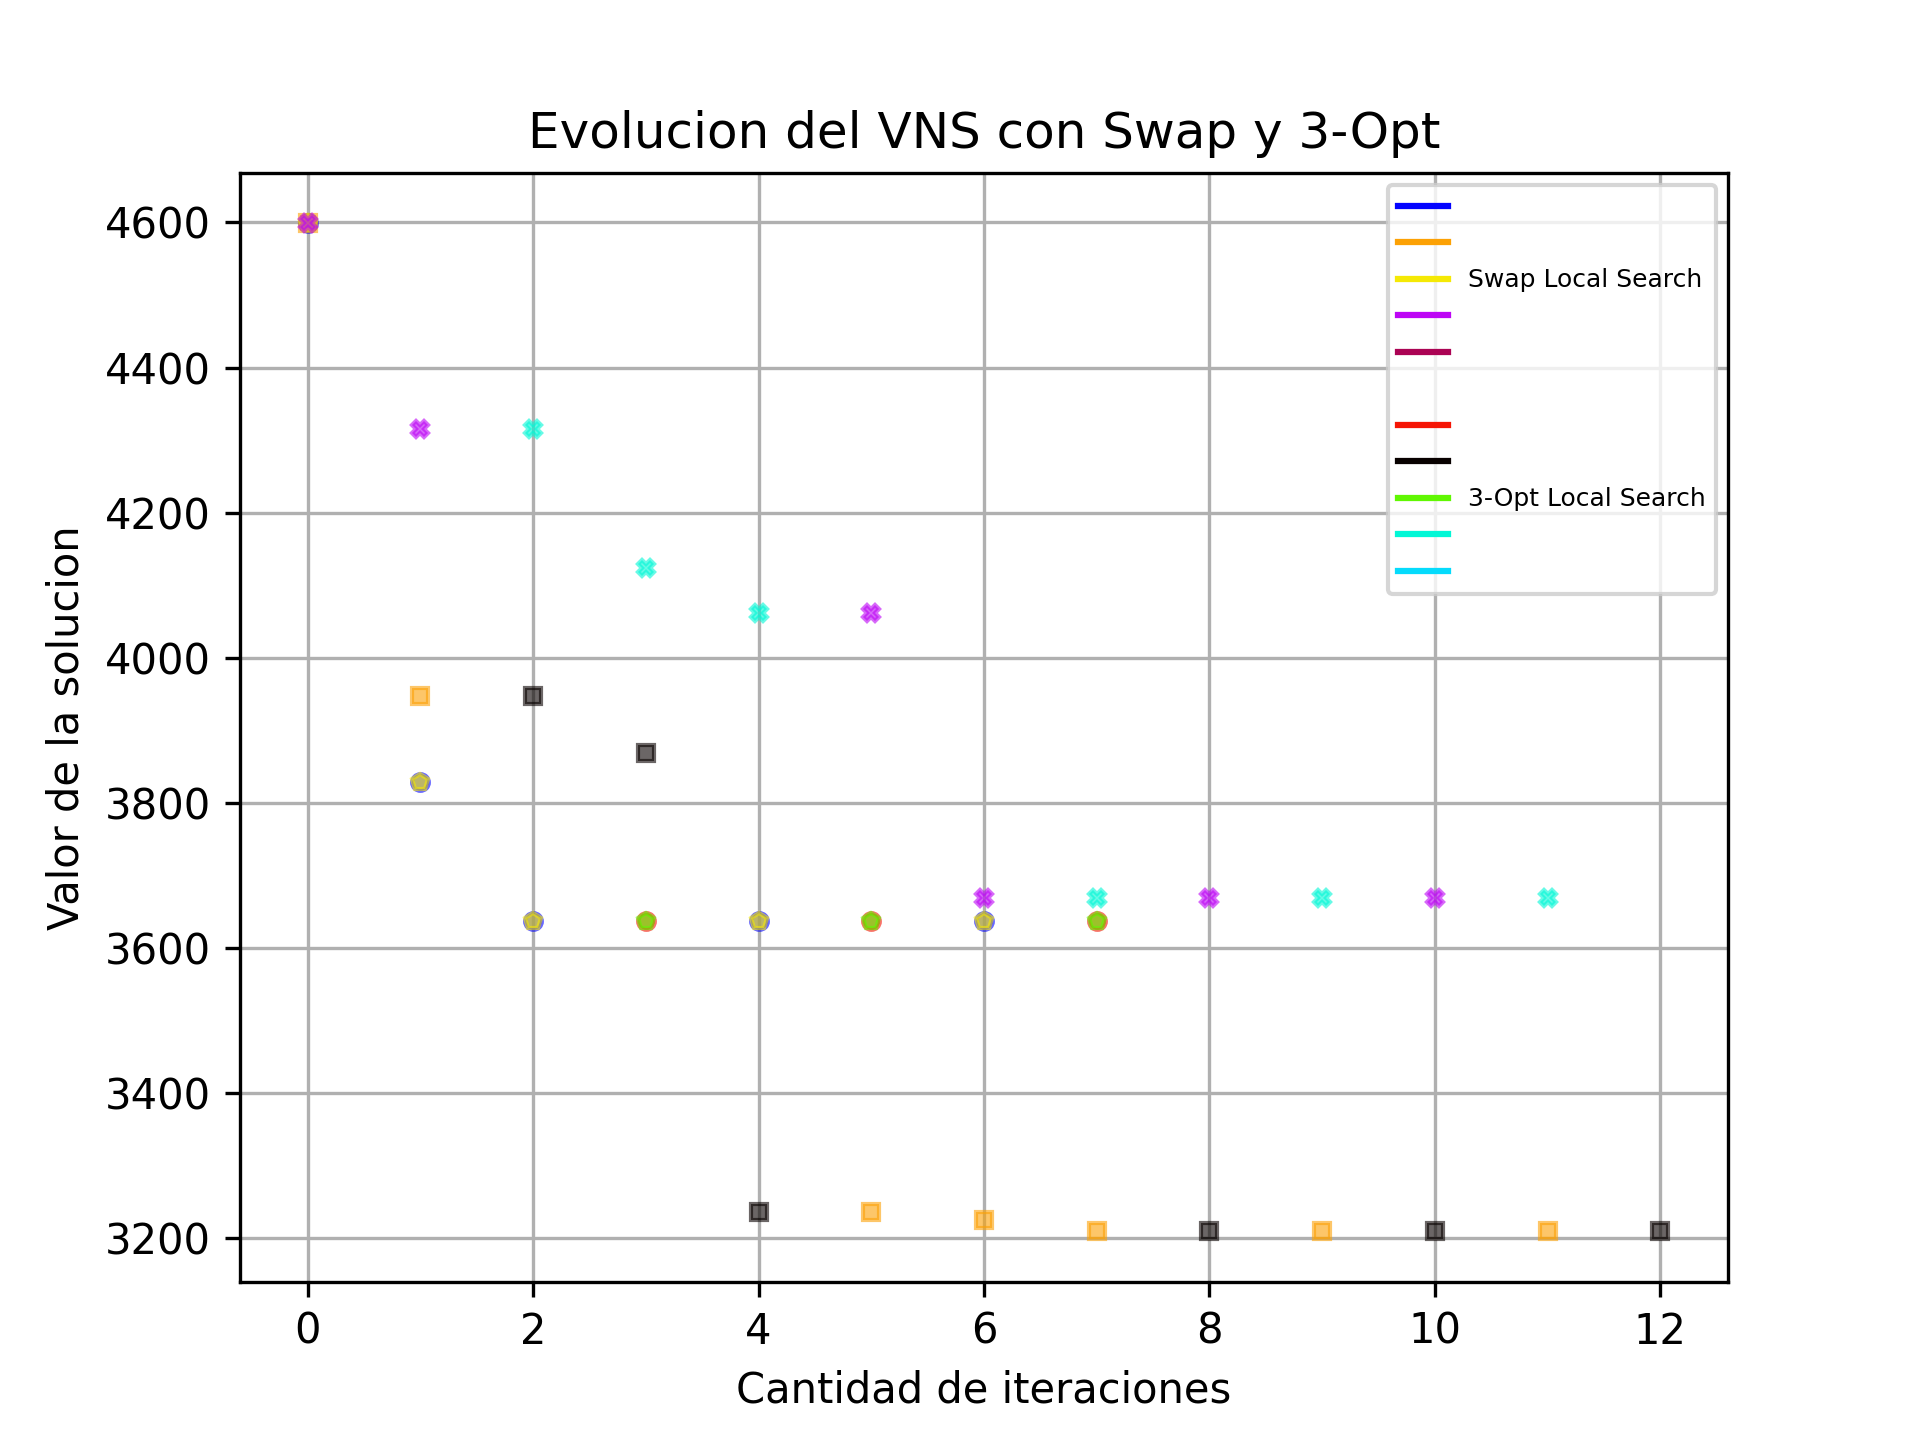 Evolucion del VNS con Swap y 3-Opt
4600
4400
4200
4000
3800
3600
3400
3200
Valor de la solucion
Swap Local Search
3-Opt Local Search
0 2 4 6 8 10 12
Cantidad de iteraciones